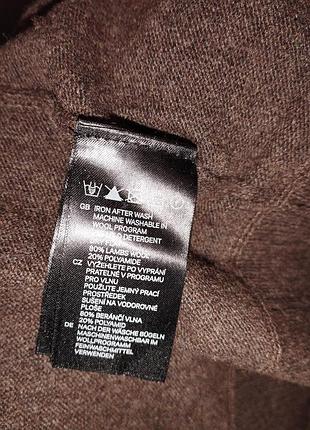 GB IRON AFTER WASH
MACHINE WASHABLE IN
WOOL PROGRAM
DETERGENT
80% LAMBS WOOL
20% POLYAMIDE
CZ VYŽEHLETE PO VYPRÁNÍ
PRATELNÉ V PROGRAMU
PRO VLNU
POUŽIJTE JEMNÝ PRACÍ
PROSTŘEDEK
SUŠENÍ NA VODOROVNÉ
PLOŠE
80% BERÁNČÍ VLNA
20% POLYAMID
DE NACH DER WÄSCHE BÜGELN
MASCHINENWASCHBAR IM
WOLLPROGRAMM
FEINWASCHMITTEL
VERWENDEN